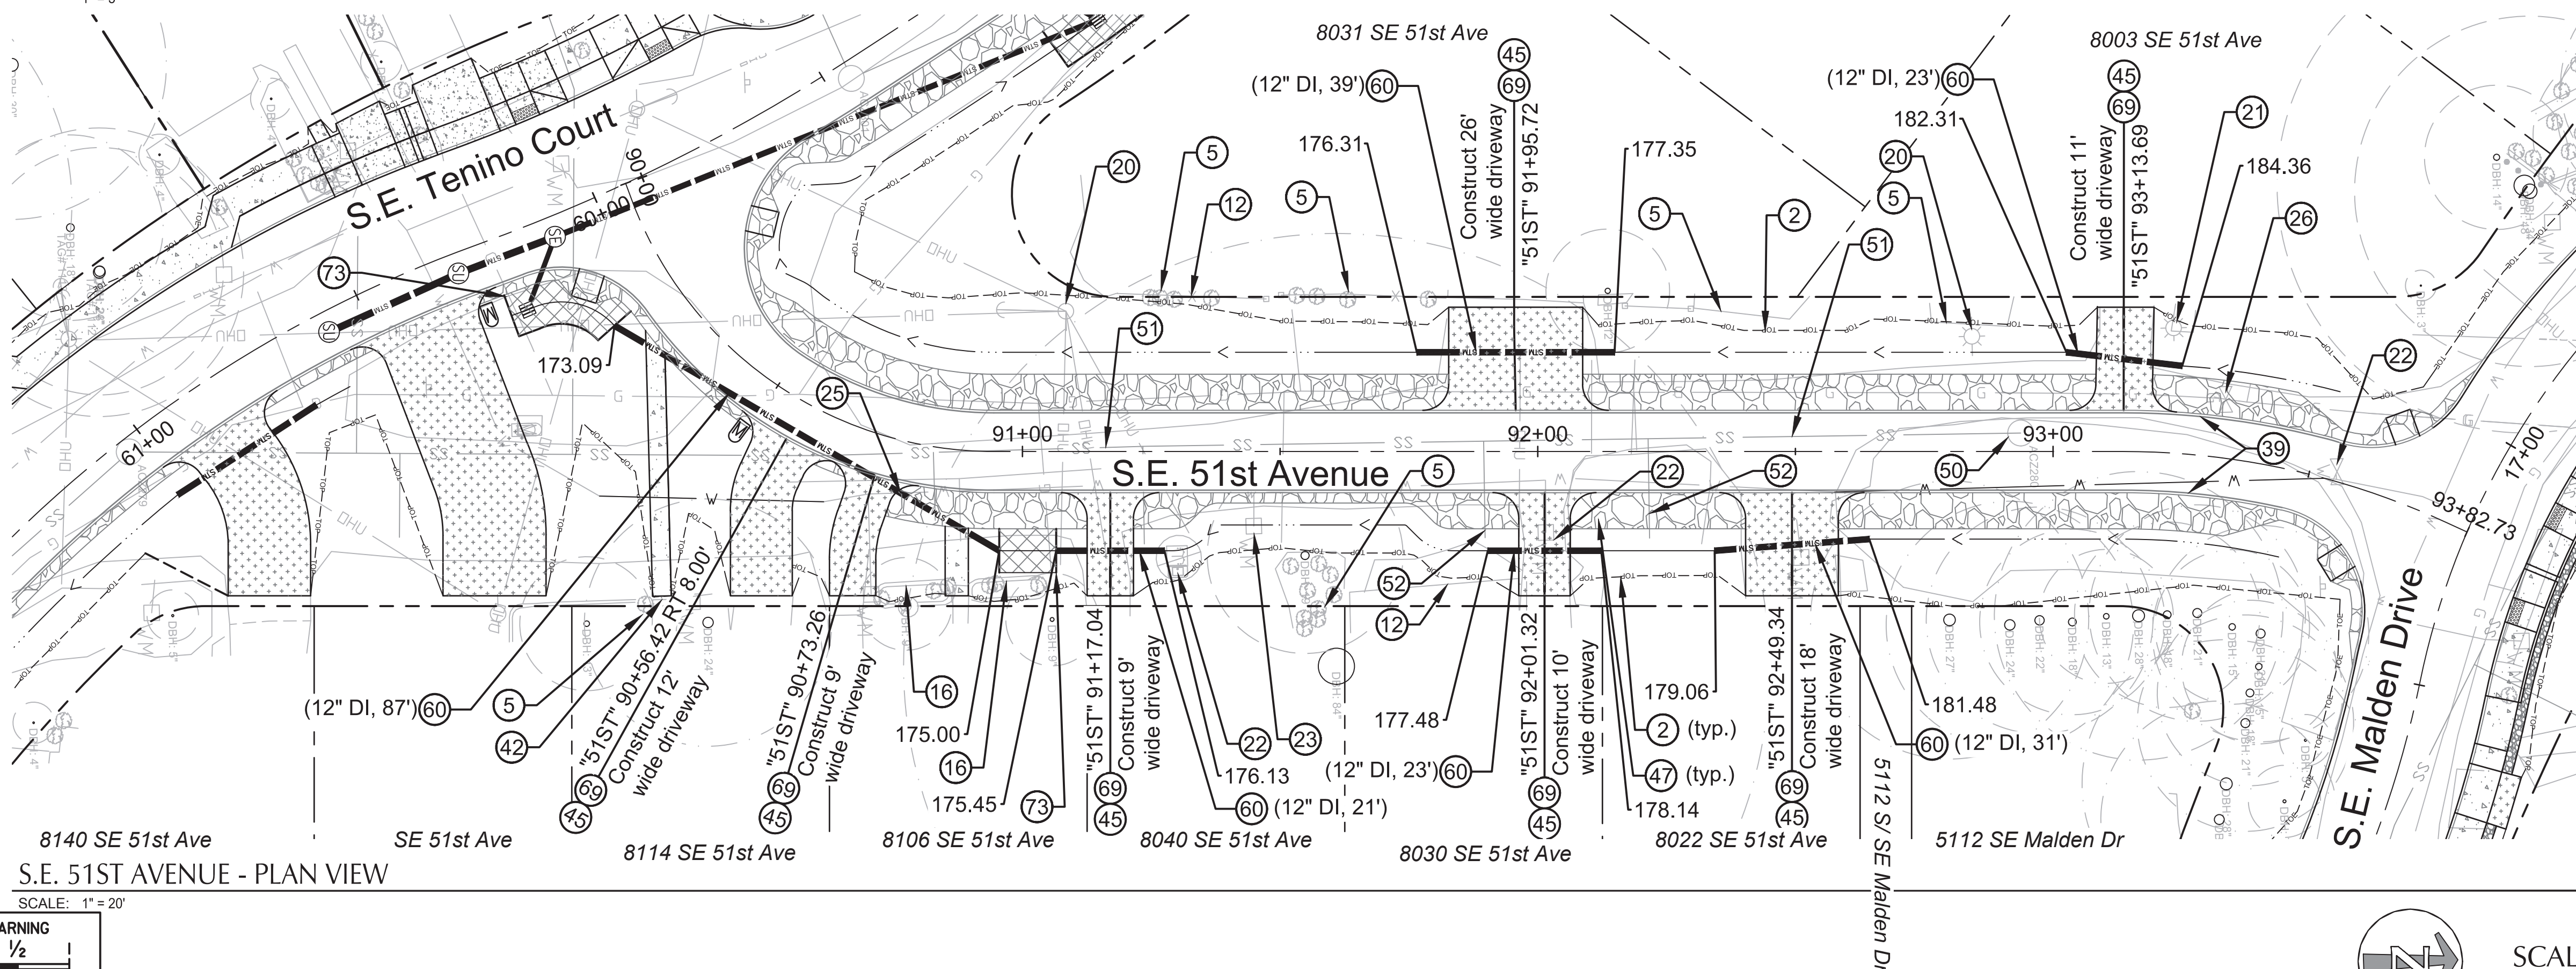 8031 SE 51st Ave
8003 SE 51st Ave
45
69
(12" DI, 39') 60
176.31
Construct 26'
wide driveway
"51ST" 91+95.72
177.35
(12" DI, 23') 60
182.31
45
69
Construct 11'
wide driveway
"51ST" 93+13.69
21
184.36
26
20
5
12
5
5
2
20
5
51
S.E. Tenino Court
90+00
60+00
SE
SU
SU
73
173.09
61+00
25
51
22
91+00
92+00
93+00
S.E. 51st Avenue
5
22
52
50
39
17+00
93+82.73
S.E. Malden Drive
(12" DI, 87') 60
5
42
"51ST" 90+56.42 RT 8.00'
Construct 12'
wide driveway
69
45
"51ST" 90+73.26
Construct 9'
wide driveway
69
45
16
175.00
16
175.45
73
"51ST" 91+17.04
Construct 9'
wide driveway
69
45
22
23
176.13
60 (12" DI, 21')
52
12
177.48
(12" DI, 23') 60
"51ST" 92+01.32
Construct 10'
wide driveway
69
45
179.06
2 (typ.)
47 (typ.)
178.14
"51ST" 92+49.34
Construct 18'
wide driveway
69
45
181.48
60 (12" DI, 31')
8140 SE 51st Ave
SE 51st Ave
8114 SE 51st Ave
8106 SE 51st Ave
8040 SE 51st Ave
8030 SE 51st Ave
8022 SE 51st Ave
5112 S/ SE Malden Dr
5112 SE Malden Dr
S.E. 51ST AVENUE - PLAN VIEW
SCALE: 1" = 20'
ARNING
1/2
N
SCAL